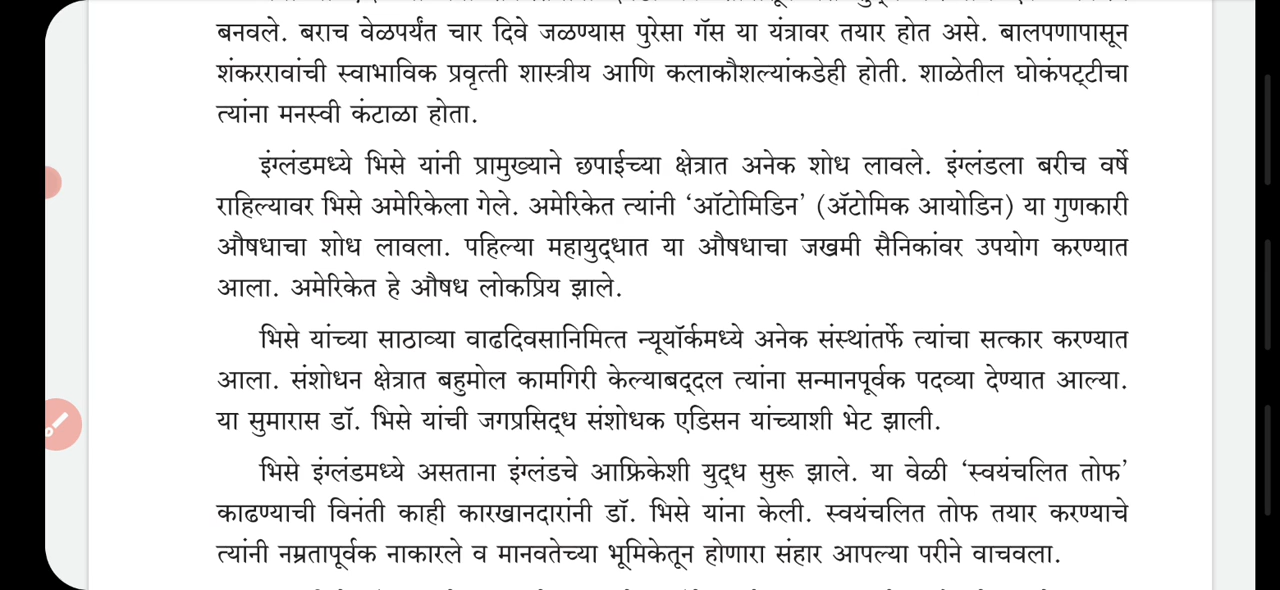 बनवले. बराच वेळपर्यंत चार दिवे जळण्यास पुरेसा गॅस या यंत्रावर तयार होत असे. बालपणापासून
शंकररावांची स्वाभाविक प्रवृत्ती शास्त्रीय आणि कलाकौशल्यांकडेही होती. शाळेतील घोकंपट्टीचा
त्यांना मनस्वी कंटाळा होता.
इंग्लंडमध्ये भिसे यांनी प्रामुख्याने छपाईच्या क्षेत्रात अनेक शोध लावले. इंग्लंडला बरीच वर्षे
राहिल्यावर भिसे अमेरिकेला गेले. अमेरिकेत त्यांनी ‘ऑटोमिडिन’ (ॲटोमिक आयोडिन) या गुणकारी
औषधाचा शोध लावला. पहिल्या महायुद्धात या औषधाचा जखमी सैनिकांवर उपयोग करण्यात
आला. अमेरिकेत हे औषध लोकप्रिय झाले.
भिसे यांच्या साठाव्या वाढदिवसानिमित्त न्यूयॉर्कमध्ये अनेक संस्थांतर्फे त्यांचा सत्कार करण्यात
आला. संशोधन क्षेत्रात बहुमोल कामगिरी केल्याबद्दल त्यांना सन्मानपूर्वक पदव्या देण्यात आल्या.
या सुमारास डॉ. भिसे यांची जगप्रसिद्ध संशोधक एडिसन यांच्याशी भेट झाली.
भिसे इंग्लंडमध्ये असताना इंग्लंडचे आफ्रिकेशी युद्ध सुरू झाले. या वेळी ‘स्वयंचलित तोफ’
काढण्याची विनंती काही कारखानदारांनी डॉ. भिसे यांना केली. स्वयंचलित तोफ तयार करण्याचे
त्यांनी नम्रतापूर्वक नाकारले व मानवतेच्या भूमिकेतून होणारा संहार आपल्या परीने वाचवला.